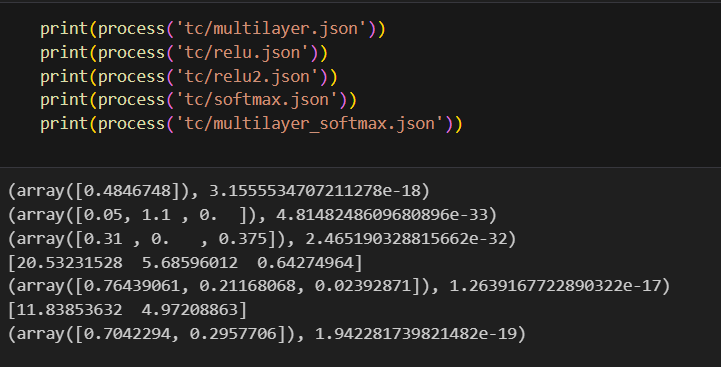 print(process('tc/multilayer.json'))
print(process('tc/relu.json'))
print(process('tc/relu2.json'))
print(process('tc/softmax.json'))
print(process('tc/multilayer_softmax.json'))
(array([0.4846748]), 3.1555534707211278e-18)
(array([0.05, 1.1 , 0.  ]), 4.8148248609680896e-33)
(array([0.31 , 0.   , 0.375]), 2.465190328815662e-32)
[20.53231528  5.68596012  0.64274964]
(array([0.76439061, 0.21168068, 0.02392871]), 1.2639167722890322e-17)
[11.83853632  4.97208863]
(array([0.7042294, 0.2957706]), 1.942281739821482e-19)